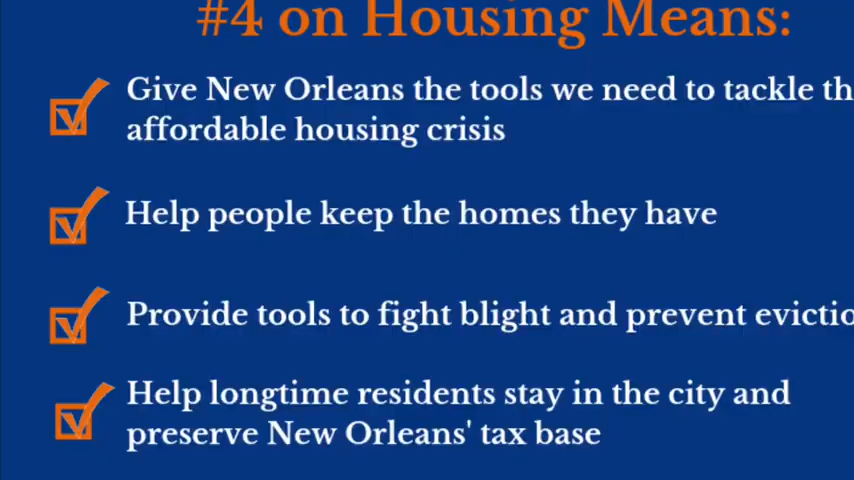 #4 on Housing Means:
Give New Orleans the tools we need to tackle th
affordable housing crisis
Help people keep the homes they have
Provide tools to fight blight and prevent evictio
Help longtime residents stay in the city and
preserve New Orleans' tax base